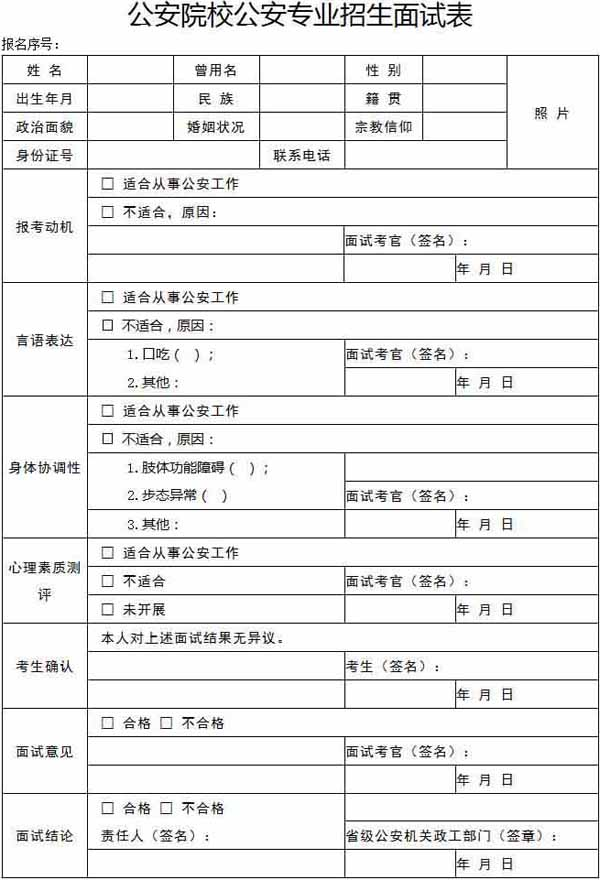 公安院校公安专业招生面试表
报名序号：
姓 名 曾用名 性 别
出生年月 民 族 籍 贯 照 片
政治面貌 婚姻状况 宗教信仰
身份证号 联系电话
报考动机
□ 适合从事公安工作
□ 不适合，原因：
面试考官（签名）：
年 月 日
言语表达
□ 适合从事公安工作
□ 不适合，原因：
1.口吃（ ）； 面试考官（签名）：
2.其他： 年 月 日
身体协调性
□ 适合从事公安工作
□ 不适合，原因：
1.肢体功能障碍（ ）；
2.步态异常（ ） 面试考官（签名）：
3.其他： 年 月 日
心理素质测评
□ 适合从事公安工作
□ 不适合 面试考官（签名）：
□ 未开展 年 月 日
考生确认
本人对上述面试结果无异议。
考生（签名）：
年 月 日
面试意见
□ 合格 □ 不合格
面试考官（签名）：
年 月 日
面试结论
□ 合格 □ 不合格
责任人（签名）： 省级公安机关政工部门（签章）：
年 月 日